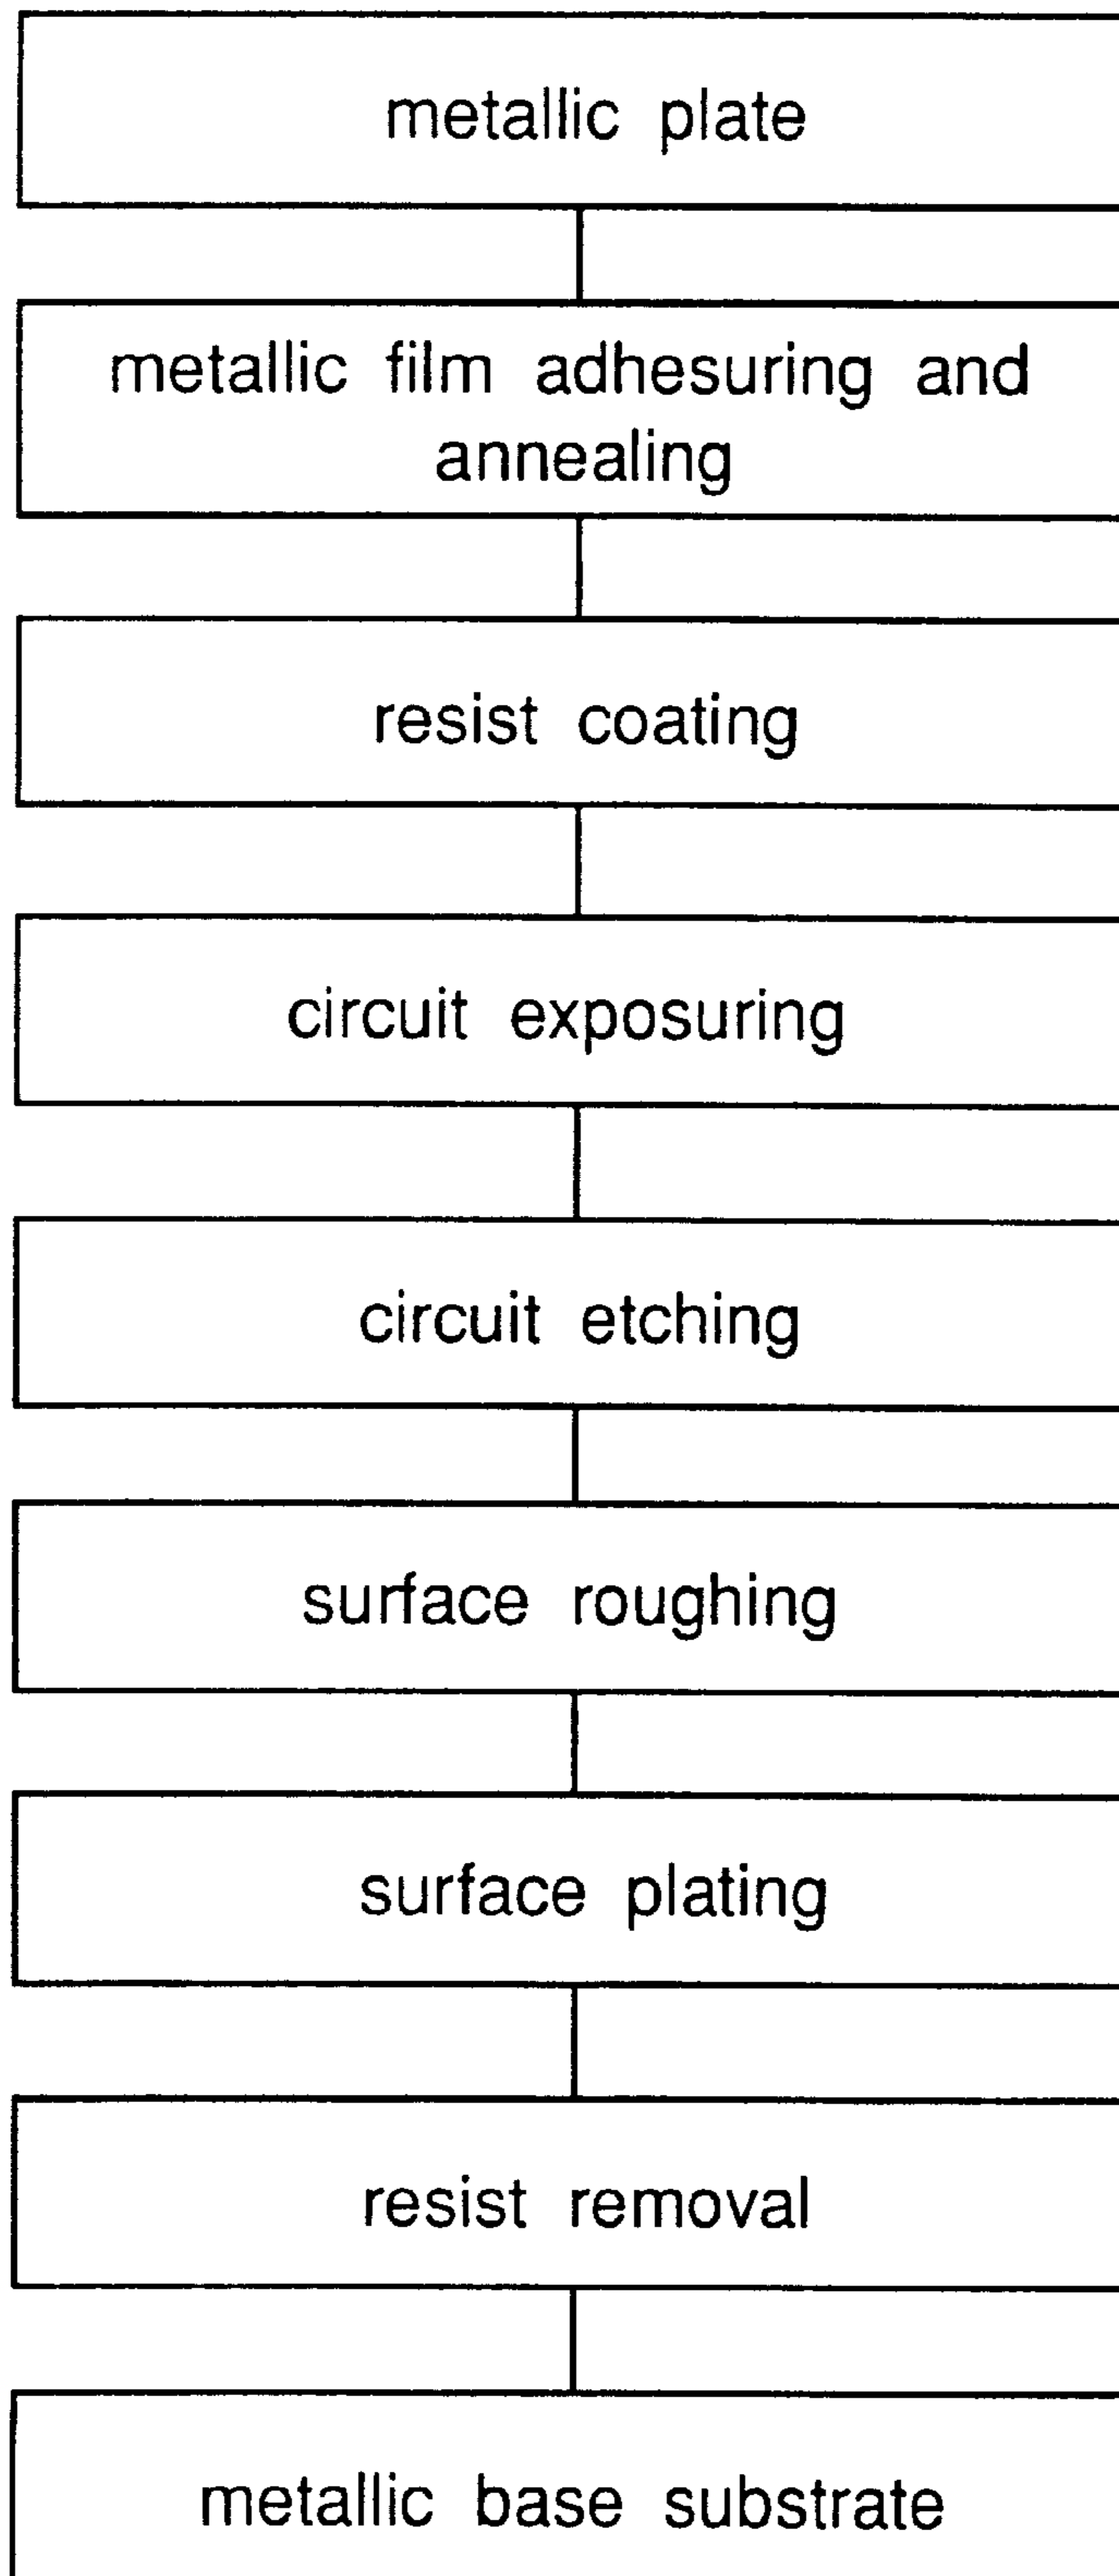 metallic plate
metallic film adhesuring and
annealing
resist coating
circuit exposuring
circuit etching
surface roughing
surface plating
resist removal
metallic base substrate